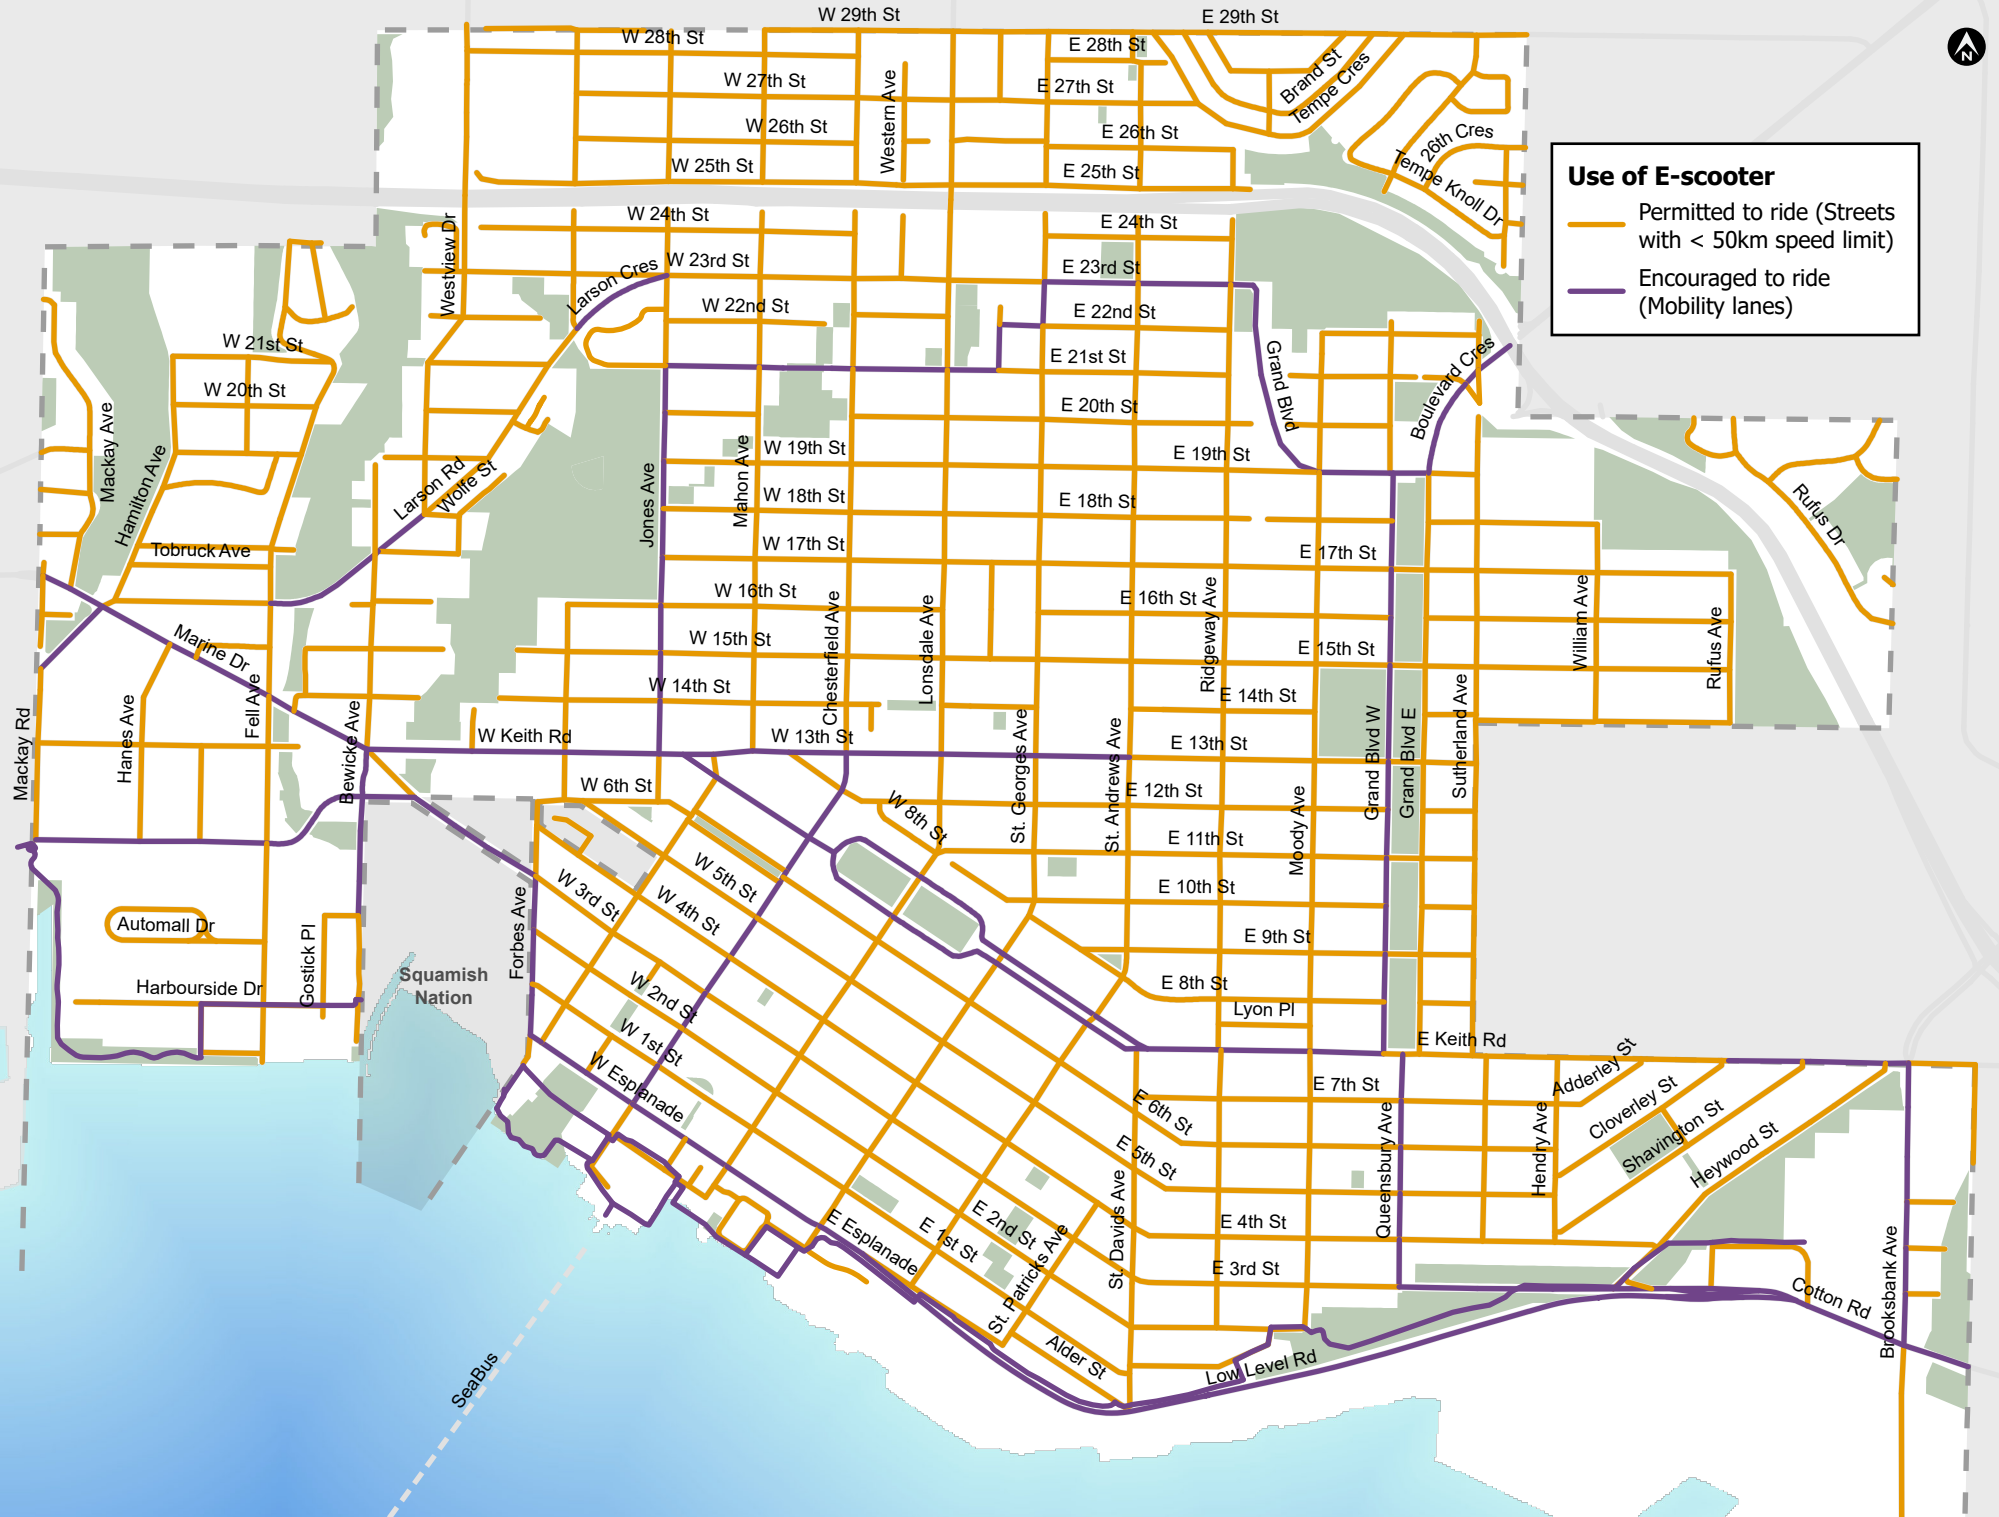 W 29th St
E 29th St
N
W 28th St
E 28th St
W 27th St
E 27th St
Brand St
Tempe Cres
Western Ave
W 26th St
E 26th St
26th Cres
W 25th St
E 25th St
Tempe Knoll Dr
Use of E-scooter
Permitted to ride (Streets
with < 50km speed limit)
Encouraged to ride
(Mobility lanes)
Westview Dr
W 24th St
E 24th St
Larson Cres
W 23rd St
E 23rd St
W 22nd St
E 22nd St
W 21st St
E 21st St
Grand Blvd
Boulevard Cres
W 20th St
E 20th St
Mackay Ave
Hamilton Ave
Larson Rd
Wolfe St
Jones Ave
Mahon Ave
W 19th St
E 19th St
W 18th St
E 18th St
Rufus Dr
Tobruck Ave
W 17th St
E 17th St
W 16th St
E 16th St
Ridgeway Ave
William Ave
Rufus Ave
Marine Dr
W 15th St
E 15th St
Chesterfield Ave
Lonsdale Ave
W 14th St
E 14th St
Mackay Rd
Hanes Ave
Fell Ave
Bewicke Ave
W Keith Rd
W 13th St
E 13th St
St. Georges Ave
St. Andrews Ave
Grand Blvd W
Grand Blvd E
Sutherland Ave
W 6th St
E 12th St
W 8th St
E 11th St
Moody Ave
W 5th St
W 3rd St
W 4th St
E 10th St
Automall Dr
Gostick Pl
Forbes Ave
E 9th St
Squamish
Nation
Harbourside Dr
W 2nd St
E 8th St
Lyon Pl
W 1st St
E Keith Rd
W Esplanade
E 7th St
Adderley St
E 6th St
Cloverley St
Shavington St
Heywood St
E 5th St
Queensbury Ave
Hendry Ave
E Esplanade
E 1st St
E 2nd St
St. Patricks Ave
St. Davids Ave
E 4th St
E 3rd St
Cotton Rd
Brooksbank Ave
Alder St
Low Level Rd
SeaBus